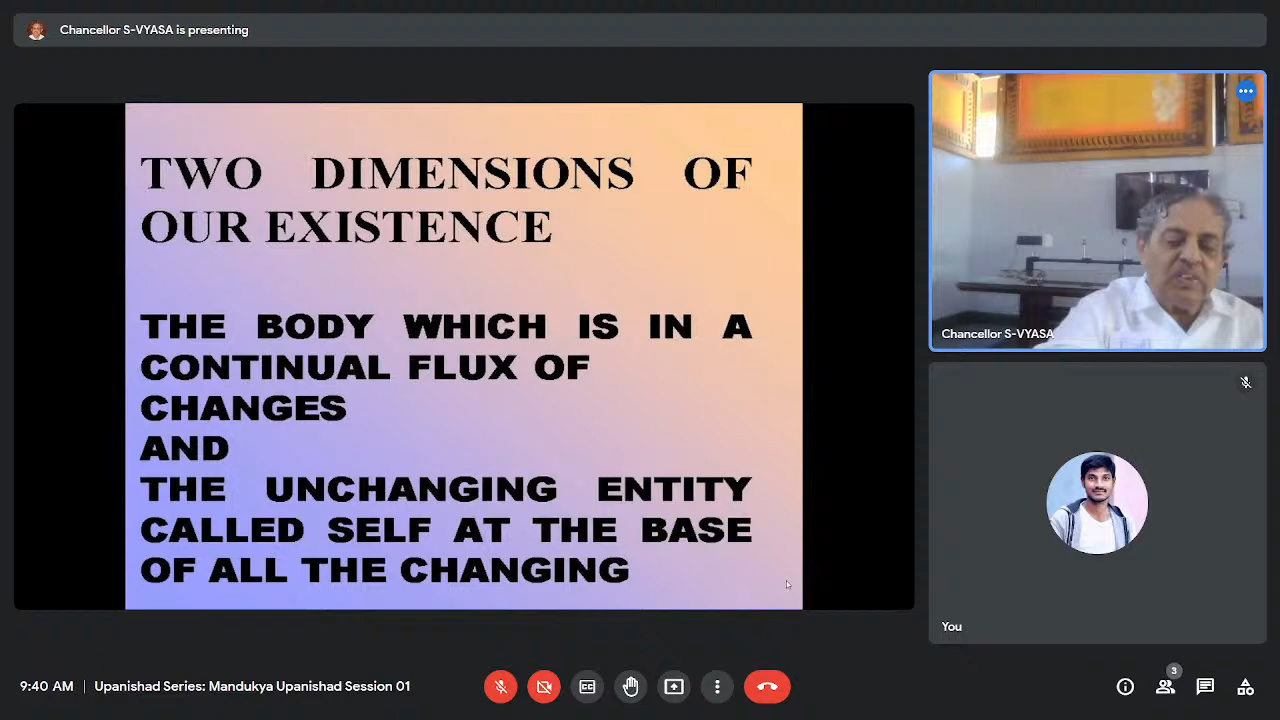 Chancellor S-VYASA is presenting
TWO DIMENSIONS OF
OUR EXISTENCE
THE BODY WHICH IS IN A
CONTINUAL FLUX OF
CHANGES
AND
THE UNCHANGING ENTITY
CALLED SELF AT THE BASE
OF ALL THE CHANGING
Chancellor S-VYASA
You
9:40 AM | Upanishad Series: Mandukya Upanishad Session 01
3